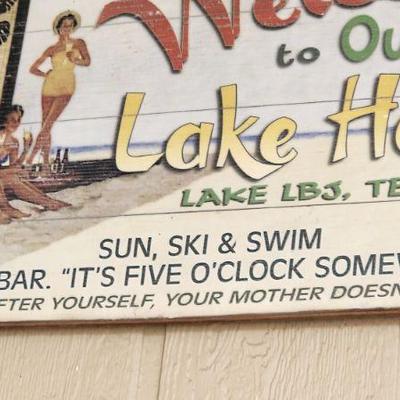 to Ou
Lake Ho
LAKE LBJ, TE
SUN, SKI & SWIM
BAR. "IT'S FIVE O'CLOCK SOMEW
FTER YOURSELF, YOUR MOTHER DOESN